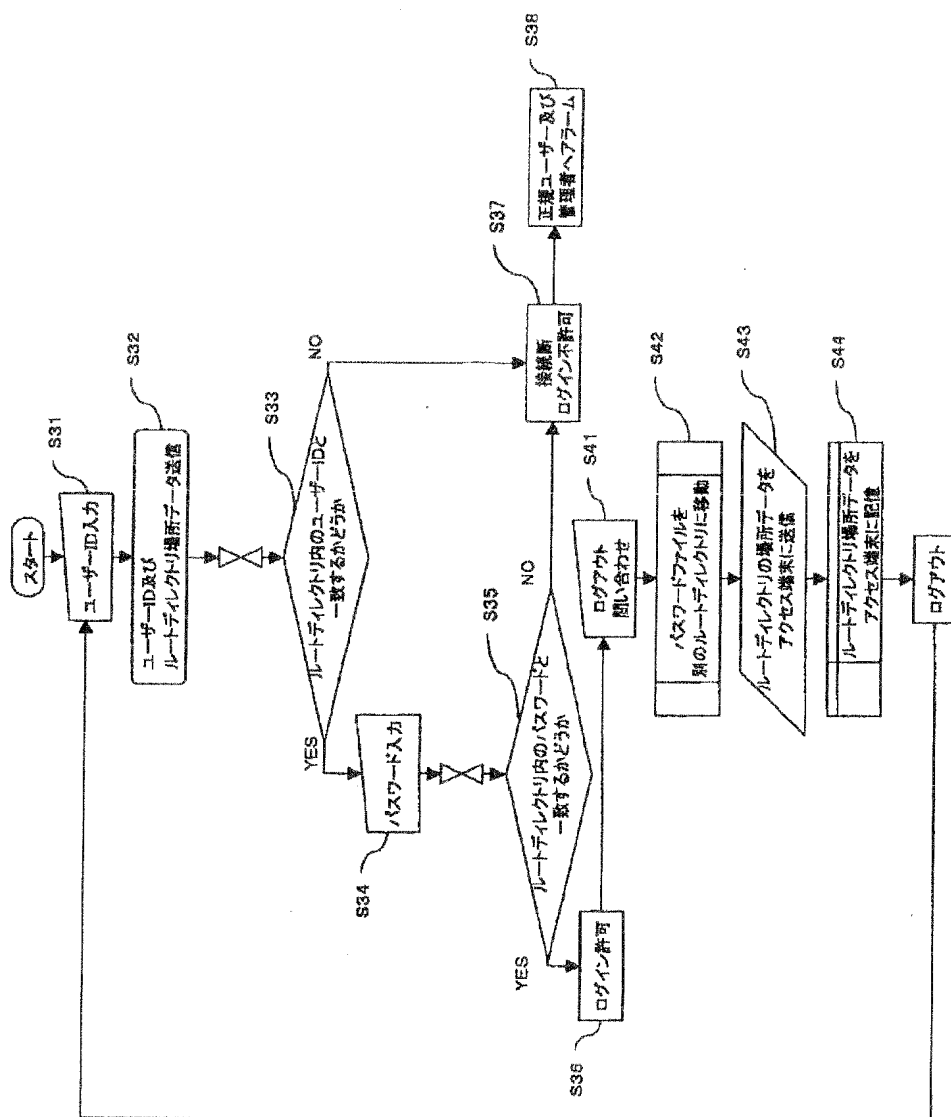 スタート
S31
ユーザーID入力
S32
ユーザーID及び
ルートディレクトリ場所データ送信
S33
ルートディレクトリ内のユーザーIDと
一致するかどうか
YES
NO
S34
パスワード入力
S35
ルートディレクトリ内のパスワードと
一致するかどうか
YES
NO
S36
ログイン許可
S37
接続断
ログイン不許可
S38
正規ユーザー及び
管理者へアラーム
S41
ログアウト
問い合わせ
S42
パスワードファイルを
別のルートディレクトリに移動
S43
ルートディレクトリの場所データを
アクセス端末に送信
S44
ルートディレクトリ場所データを
アクセス端末に記憶
ログアウト